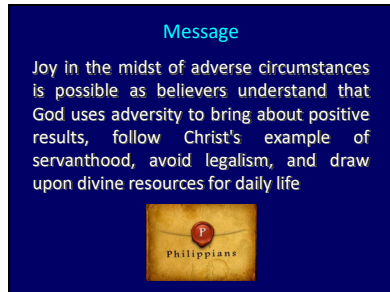 Message
Joy in the midst of adverse circumstances
is possible as believers understand that
God uses adversity to bring about positive
results, follow Christ's example of
servanthood, avoid legalism, and draw
upon divine resources for daily life
P
Philippians